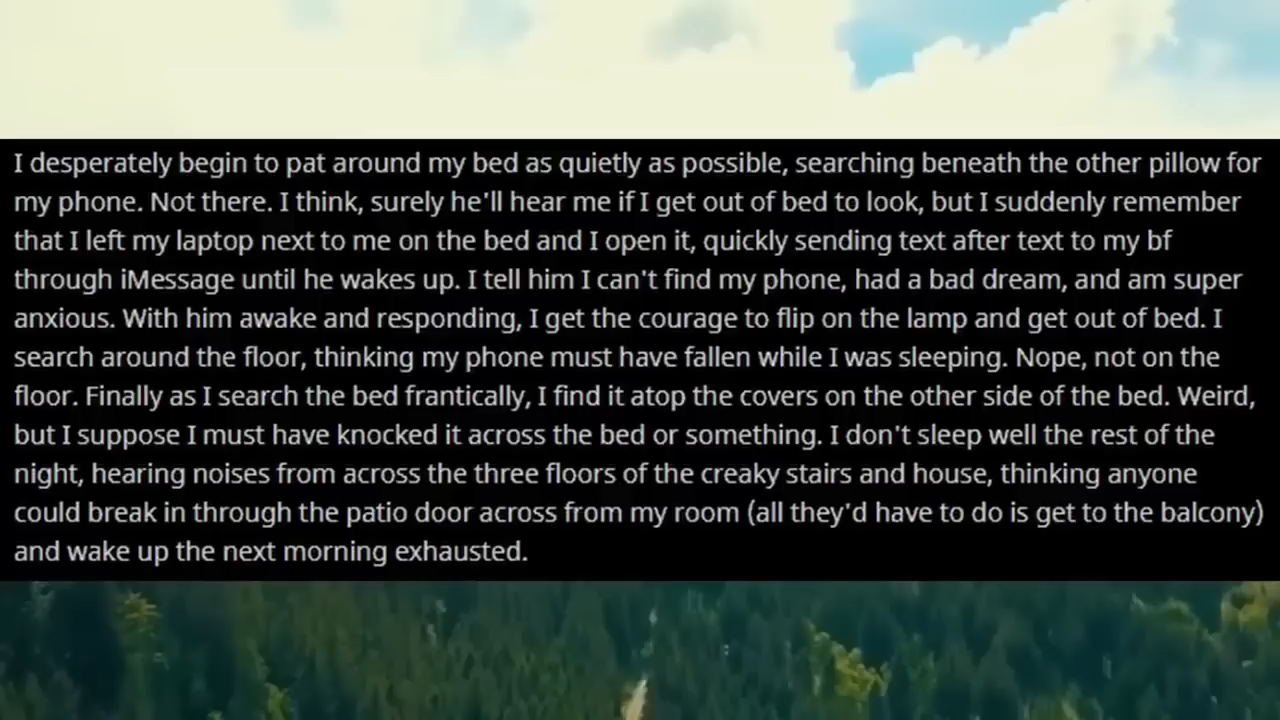 I desperately begin to pat around my bed as quietly as possible, searching beneath the other pillow for
my phone. Not there. I think, surely he'll hear me if I get out of bed to look, but I suddenly remember
that I left my laptop next to me on the bed and I open it, quickly sending text after text to my bf
through iMessage until he wakes up. I tell him I can't find my phone, had a bad dream, and am super
anxious. With him awake and responding, I get the courage to flip on the lamp and get out of bed. I
search around the floor, thinking my phone must have fallen while I was sleeping. Nope, not on the
floor. Finally as I search the bed frantically, I find it atop the covers on the other side of the bed. Weird,
but I suppose I must have knocked it across the bed or something. I don't sleep well the rest of the
night, hearing noises from across the three floors of the creaky stairs and house, thinking anyone
could break in through the patio door across from my room (all they'd have to do is get to the balcony)
and wake up the next morning exhausted.